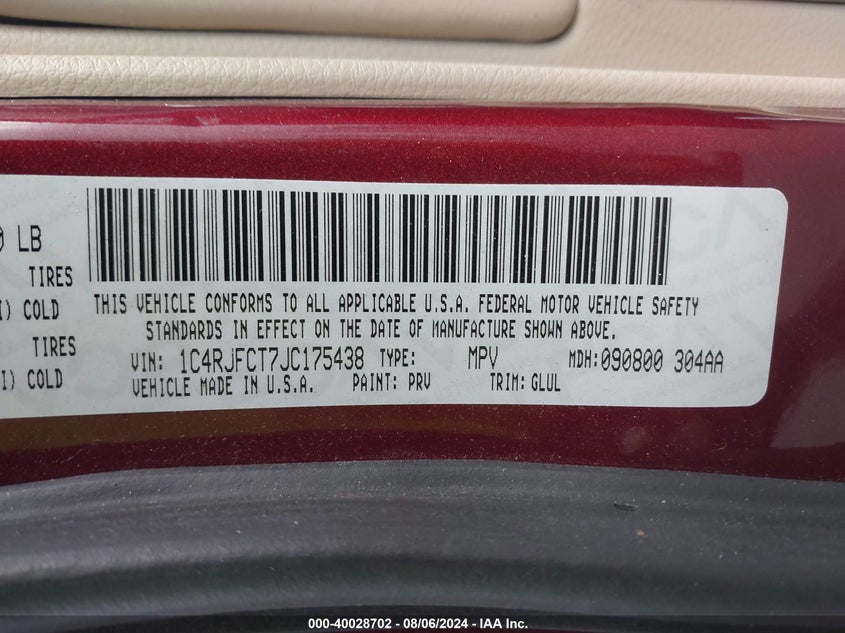 0 LB
TIRES
I) COLD
TIRES
I) COLD
THIS VEHICLE CONFORMS TO ALL APPLICABLE U.S.A. FEDERAL MOTOR VEHICLE SAFETY
STANDARDS IN EFFECT ON THE DATE OF MANUFACTURE SHOWN ABOVE.
VIN: 1C4RJFCT7JC175438 TYPE: MPV MDH:090800 304AA
VEHICLE MADE IN U.S.A. PAINT: PRV TRIM: GLUL
000-40028702 - 08/06/2024 - IAA Inc.